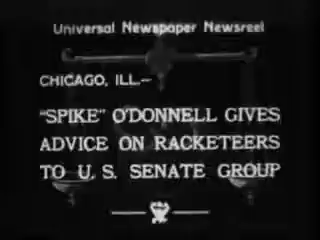 Universal Newspaper Newsreel
CHICAGO, ILL.—
"SPIKE" O'DONNELL GIVES
ADVICE ON RACKETEERS
TO U. S. SENATE GROUP